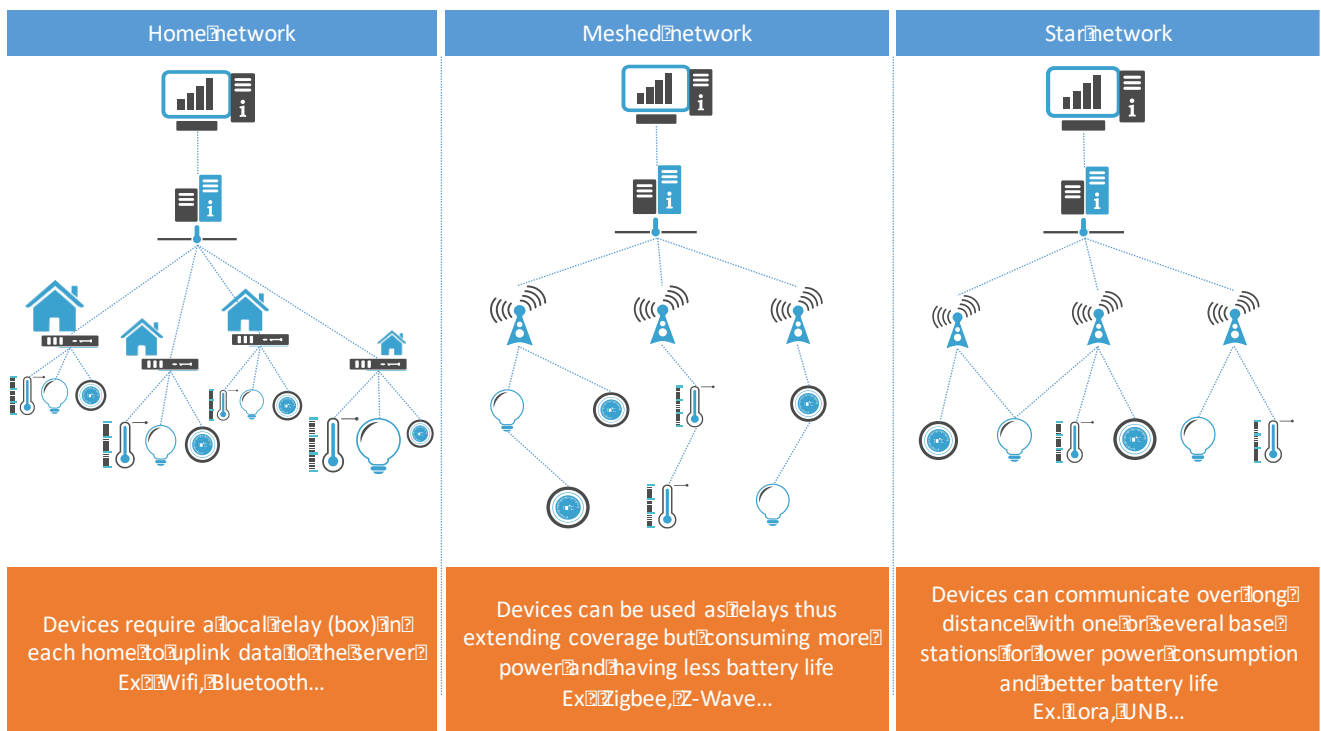 Home network
Meshed network
Star network
Devices require a local relay (box) in
each home to uplink data to the server
Ex : Wifi, Bluetooth...
Devices can be used as relays thus
extending coverage but consuming more
power and having less battery life
Ex : Zigbee, Z-Wave...
Devices can communicate over long
distance with one or several base
stations for lower power consumption
and better battery life
Ex. Lora, UNB...